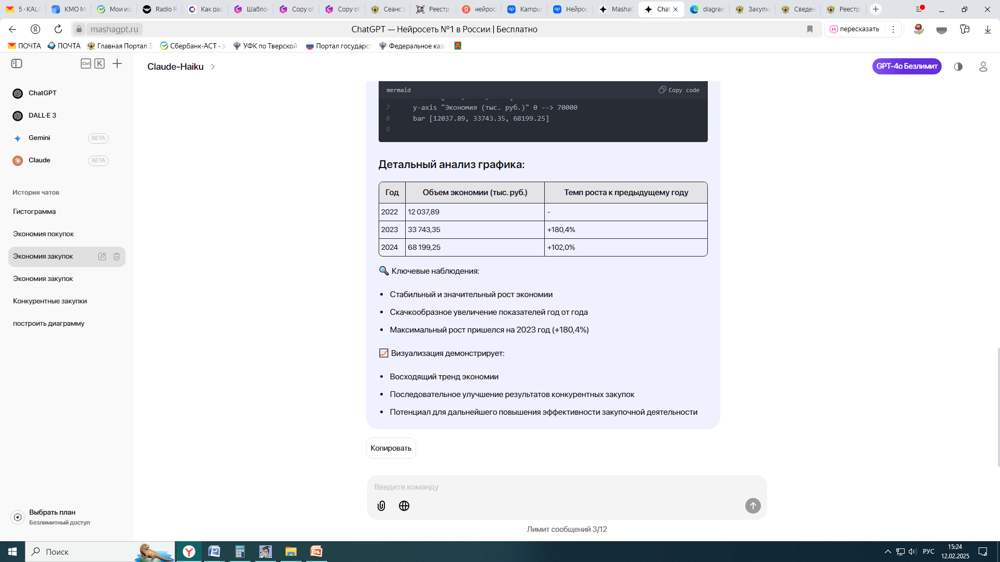 5 · KALI
KMO M
Мои из
Radio R
Как рас
Шабло
Copy of
Copy of
Сеанс з
Реестр
нейрос
Kampu
Нейрос
MashaG
Chat
diagram
Закупк
Сведен
Реестр
mashagpt.ru
ChatGPT — Нейросеть №1 в России | Бесплатно
пересказать
ПОЧТА
ПОЧТА
Главная Портал З
Сбербанк-АСТ - э
УФК по Тверской
Портал государст
Федеральное каз
Ctrl K
Claude-Haiku
GPT-4o Безлимит
ChatGPT
DALL·E 3
Gemini BETA
Claude BETA
История чатов
Гистограмма
Экономия покупок
Экономия закупок
Экономия закупок
Конкурентные закупки
построить диаграмму
Выбрать план
Безлимитный доступ
mermaid Copy code
7 y-axis "Экономия (тыс. руб.)" 0 --> 70000
8 bar [12037.89, 33743.35, 68199.25]
9
Детальный анализ графика:
Год Объем экономии (тыс. руб.) Темп роста к предыдущему году
2022 12 037,89 -
2023 33 743,35 +180,4%
2024 68 199,25 +102,0%
🔍 Ключевые наблюдения:
• Стабильный и значительный рост экономии
• Скачкообразное увеличение показателей год от года
• Максимальный рост пришелся на 2023 год (+180,4%)
📈 Визуализация демонстрирует:
• Восходящий тренд экономии
• Последовательное улучшение результатов конкурентных закупок
• Потенциал для дальнейшего повышения эффективности закупочной деятельности
Копировать
Введите команду
Лимит сообщений 3/12
Поиск
РУС
15:24
12.02.2025